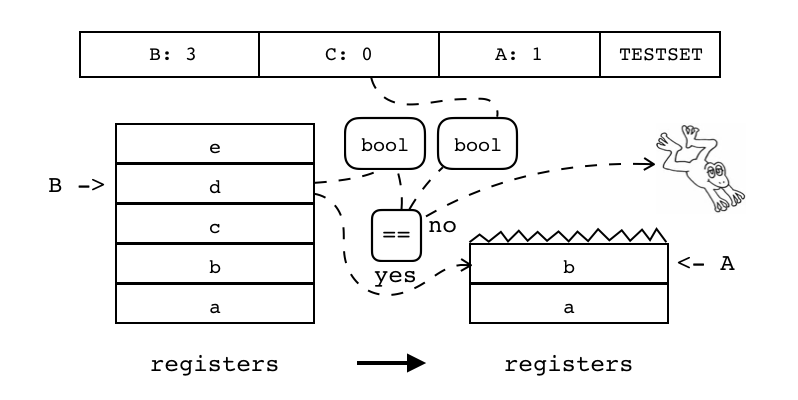 B: 3 C: 0 A: 1 TESTSET
bool bool
e
B -> d
c
== no
yes
b
a
b <- A
a
registers registers